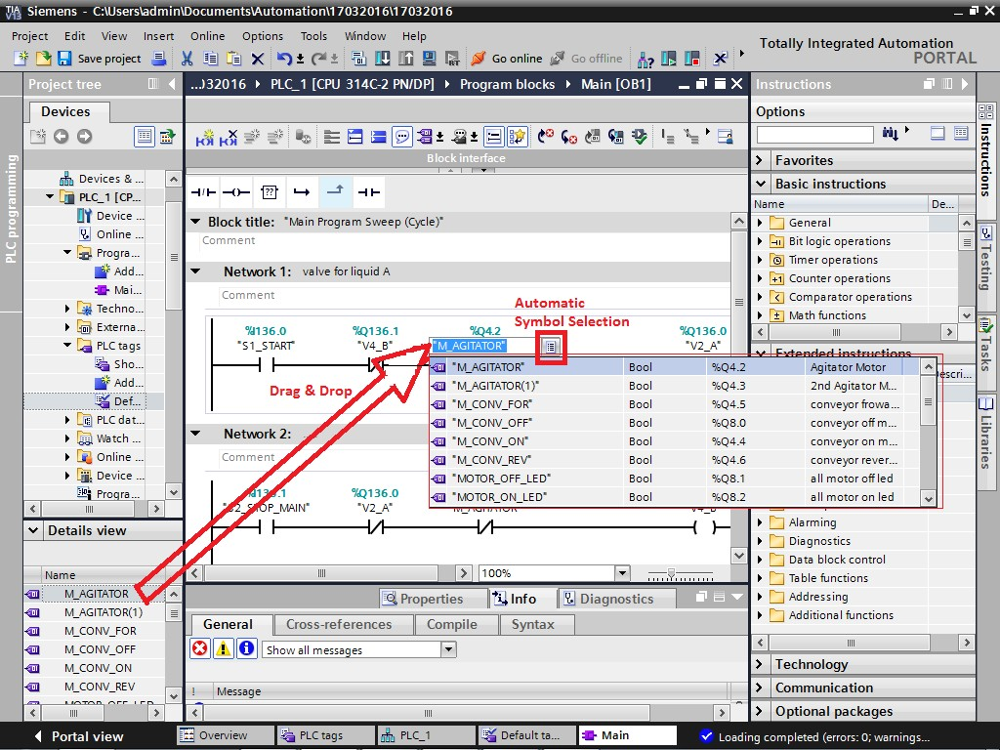 Siemens - C:\Users\admin\Documents\Automation\17032016\17032016
Project Edit View Insert Online Options Tools Window Help
Totally Integrated Automation
PORTAL
Save project
Go online
Go offline
Project tree
Devices
PLC programming
Devices & ...
PLC_1 [CP...
Device ...
Online ...
Progra...
Add...
Mai...
Techno...
Externa...
PLC tags
Sho...
Add...
Def...
PLC dat...
Watch ...
Online ...
Device ...
Progra...
Details view
Name
M_AGITATOR
M_AGITATOR(1)
M_CONV_FOR
M_CONV_OFF
M_CONV_ON
M_CONV_REV
MOTOR_OFF_LED
...032016 PLC_1 [CPU 314C-2 PN/DP] Program blocks Main [OB1]
Block interface
Block title: "Main Program Sweep (Cycle)"
Comment
Network 1: valve for liquid A
Comment
Automatic
Symbol Selection
%I136.0 %Q136.1 %Q4.2 %Q136.0
"S1_START" "V4_B" "M_AGITATOR" "V2_A"
Drag & Drop
"M_AGITATOR" Bool %Q4.2 Agitator Motor
"M_AGITATOR(1)" Bool %Q4.3 2nd Agitator M...
"M_CONV_FOR" Bool %Q4.5 conveyor frowa...
"M_CONV_OFF" Bool %Q8.0 conveyor off m...
"M_CONV_ON" Bool %Q4.4 conveyor on m...
"M_CONV_REV" Bool %Q4.6 conveyor rever...
"MOTOR_OFF_LED" Bool %Q8.1 all motor off led
"MOTOR_ON_LED" Bool %Q8.2 all motor on led
Network 2:
Comment
%Q136.0
"V2_A"
100%
Properties Info Diagnostics
General Cross-references Compile Syntax
Show all messages
! Message
Instructions
Options
Favorites
Basic instructions
Name De...
General
Bit logic operations
Timer operations
Counter operations
Comparator operations
Math functions
Extended instructions
Alarming
Diagnostics
Data block control
Table functions
Addressing
Additional functions
Technology
Communication
Optional packages
Instructions
Testing
Tasks
Libraries
Portal view
Overview
PLC tags
PLC_1
Default ta...
Main
Loading completed (errors: 0; warnings...